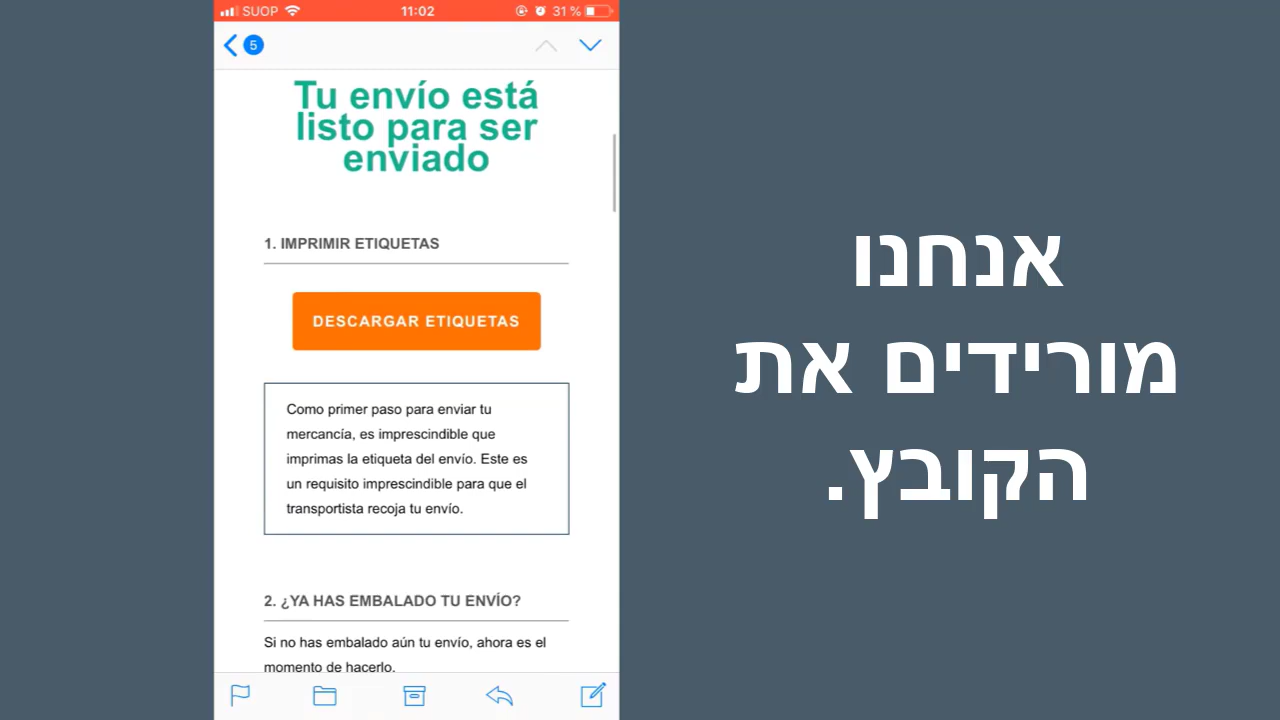 SUOP 11:02 31 %
5
Tu envío está
listo para ser
enviado
1. IMPRIMIR ETIQUETAS
DESCARGAR ETIQUETAS
Como primer paso para enviar tu
mercancía, es imprescindible que
imprimas la etiqueta del envío. Este es
un requisito imprescindible para que el
transportista recoja tu envío.
2. ¿YA HAS EMBALADO TU ENVÍO?
Si no has embalado aún tu envío, ahora es el
momento de hacerlo.
אנחנו
מורידים את
הקובץ.